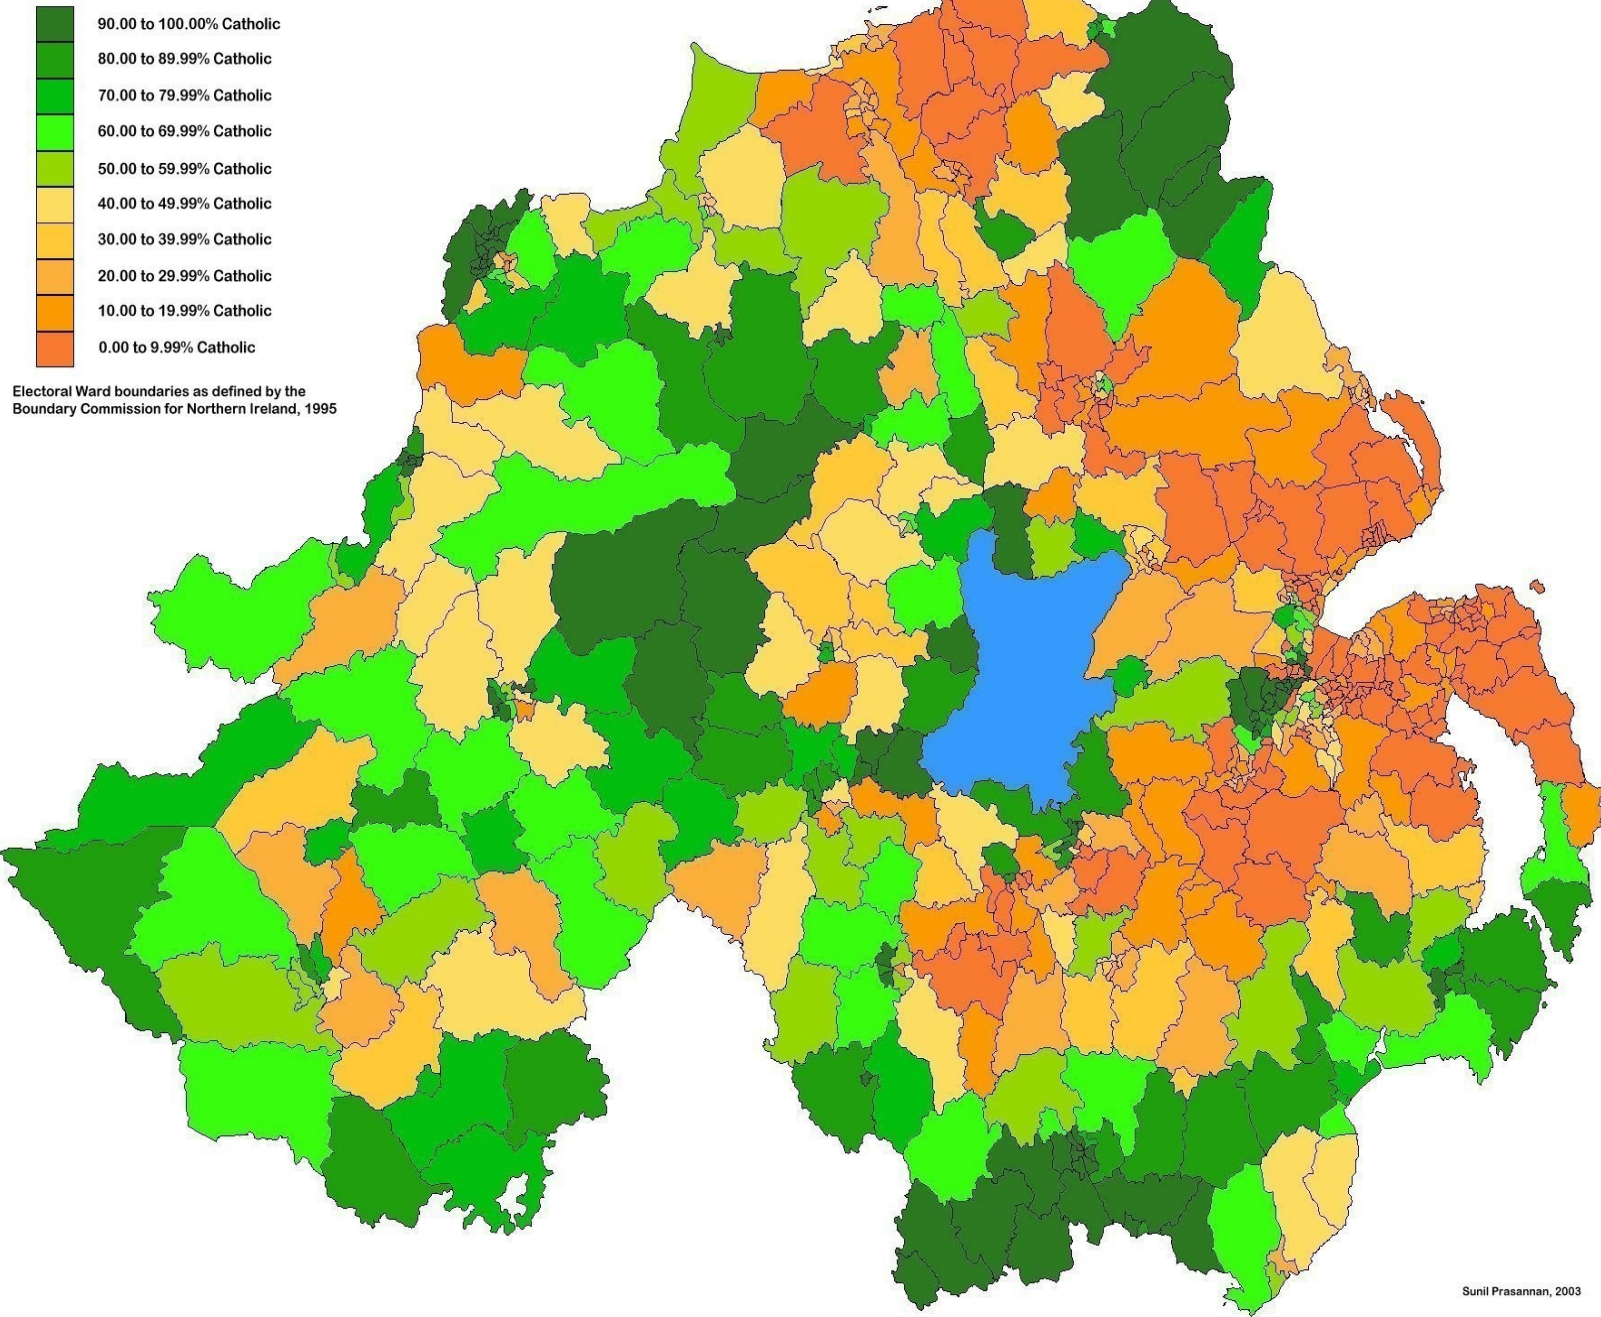 90.00 to 100.00% Catholic
80.00 to 89.99% Catholic
70.00 to 79.99% Catholic
60.00 to 69.99% Catholic
50.00 to 59.99% Catholic
40.00 to 49.99% Catholic
30.00 to 39.99% Catholic
20.00 to 29.99% Catholic
10.00 to 19.99% Catholic
0.00 to 9.99% Catholic
Electoral Ward boundaries as defined by the
Boundary Commission for Northern Ireland, 1995
Sunil Prasannan, 2003